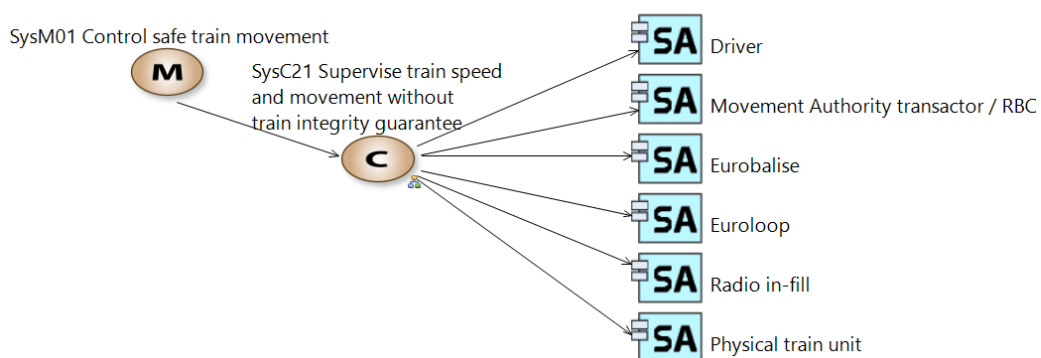 SysM01 Control safe train movement
M
SysC21 Supervise train speed
and movement without
train integrity guarantee
C
SA Driver
SA Movement Authority transactor / RBC
SA Eurobalise
SA Euroloop
SA Radio in-fill
SA Physical train unit